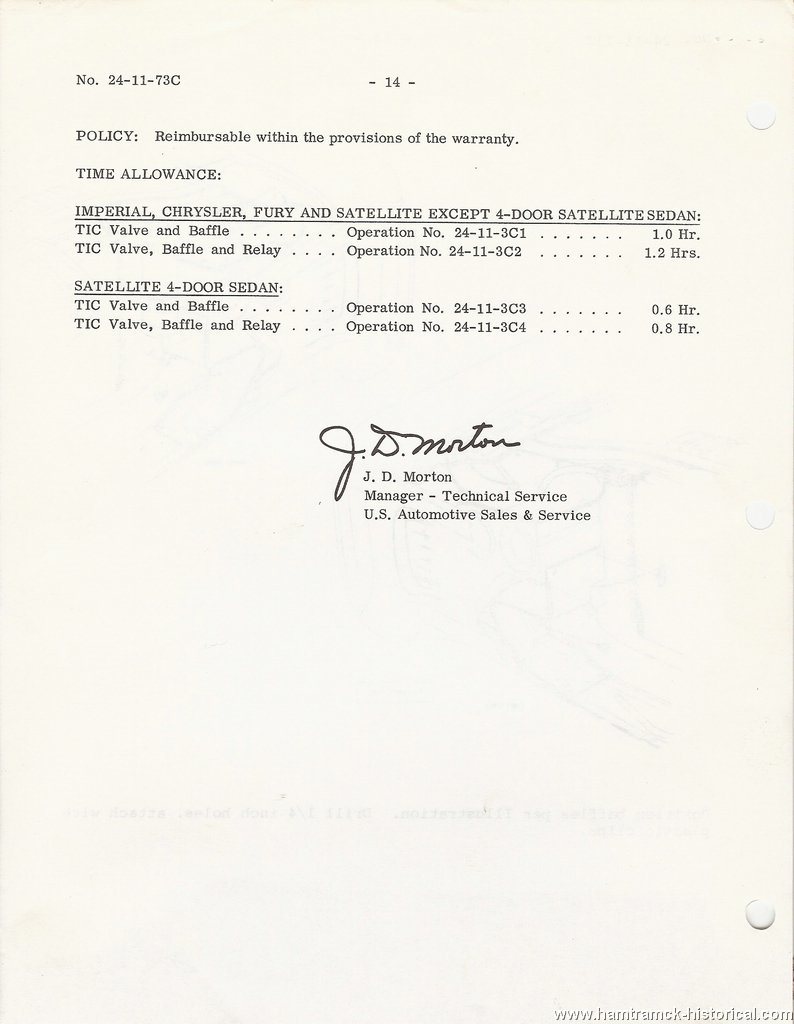 No. 24-11-73C - 14 -
POLICY: Reimbursable within the provisions of the warranty.
TIME ALLOWANCE:
IMPERIAL, CHRYSLER, FURY AND SATELLITE EXCEPT 4-DOOR SATELLITE SEDAN:
TIC Valve and Baffle . . . . . . . . Operation No. 24-11-3C1 . . . . . . . 1.0 Hr.
TIC Valve, Baffle and Relay . . . . Operation No. 24-11-3C2 . . . . . . . 1.2 Hrs.
SATELLITE 4-DOOR SEDAN:
TIC Valve and Baffle . . . . . . . . Operation No. 24-11-3C3 . . . . . . . 0.6 Hr.
TIC Valve, Baffle and Relay . . . . Operation No. 24-11-3C4 . . . . . . . 0.8 Hr.
J. D. Morton
J. D. Morton
Manager - Technical Service
U.S. Automotive Sales & Service
www.hamtramck-historical.com